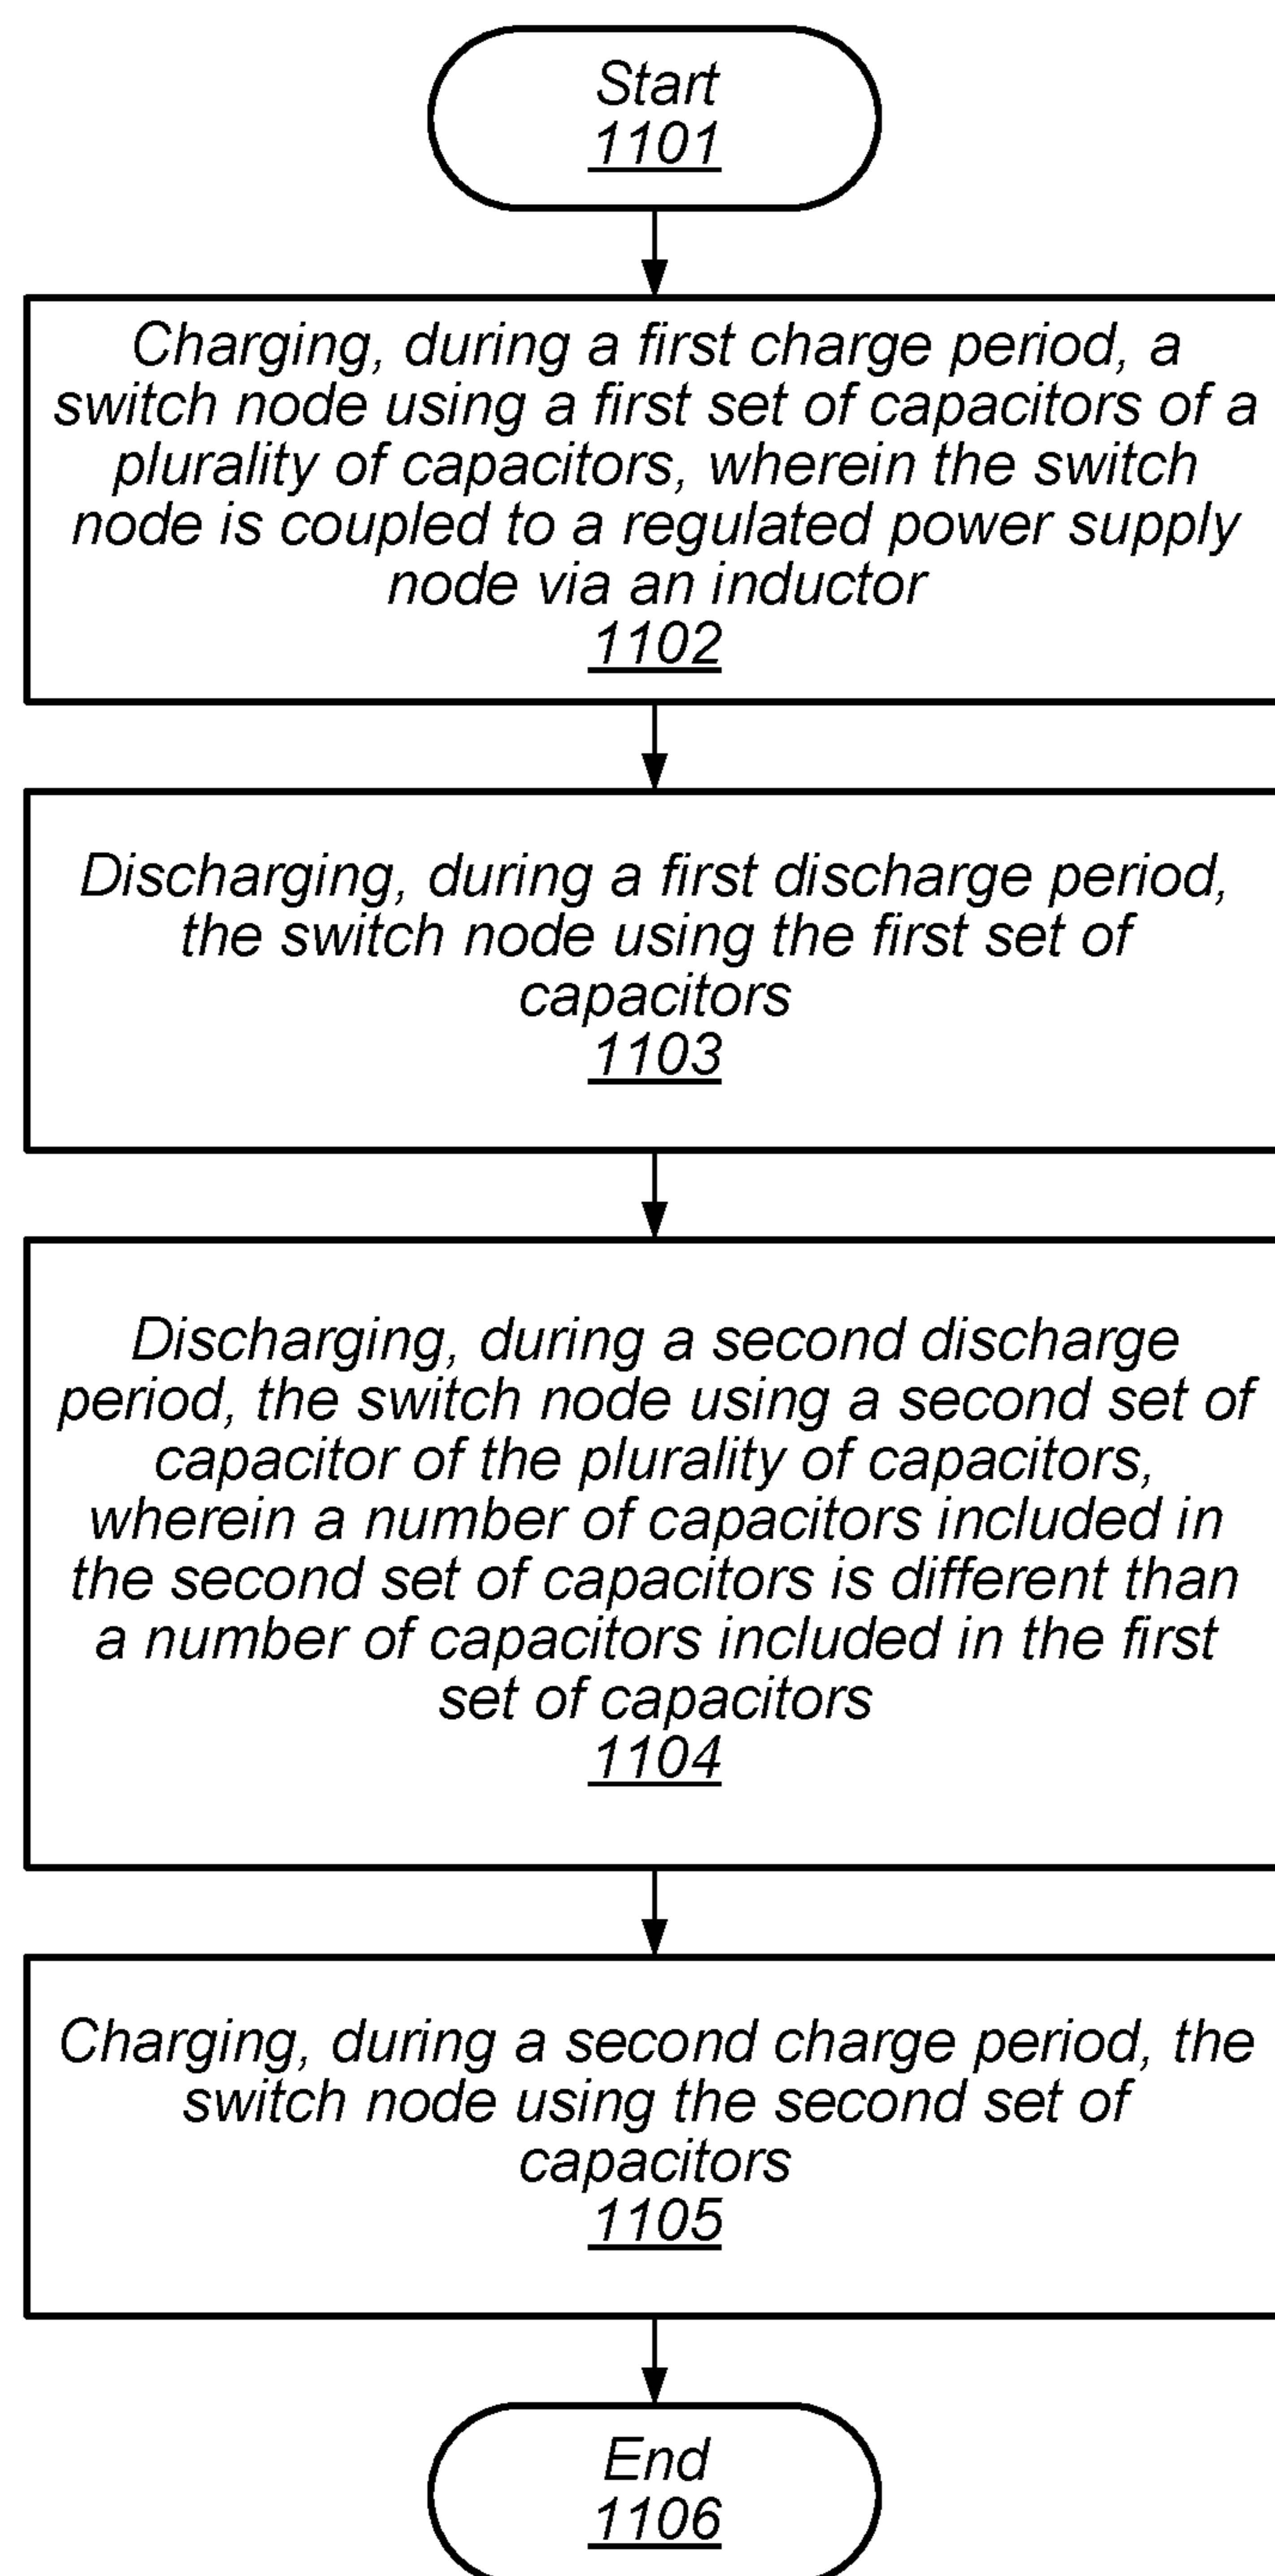 Start
1101
Charging, during a first charge period, a
switch node using a first set of capacitors of a
plurality of capacitors, wherein the switch
node is coupled to a regulated power supply
node via an inductor
1102
Discharging, during a first discharge period,
the switch node using the first set of
capacitors
1103
Discharging, during a second discharge
period, the switch node using a second set of
capacitor of the plurality of capacitors,
wherein a number of capacitors included in
the second set of capacitors is different than
a number of capacitors included in the first
set of capacitors
1104
Charging, during a second charge period, the
switch node using the second set of
capacitors
1105
End
1106